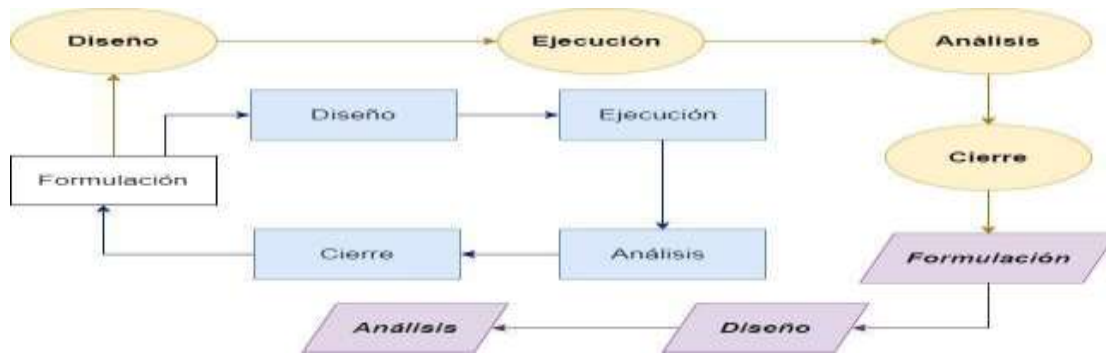 Diseño
Ejecución
Análisis
Diseño
Ejecución
Cierre
Formulación
Cierre
Análisis
Formulación
Análisis
Diseño